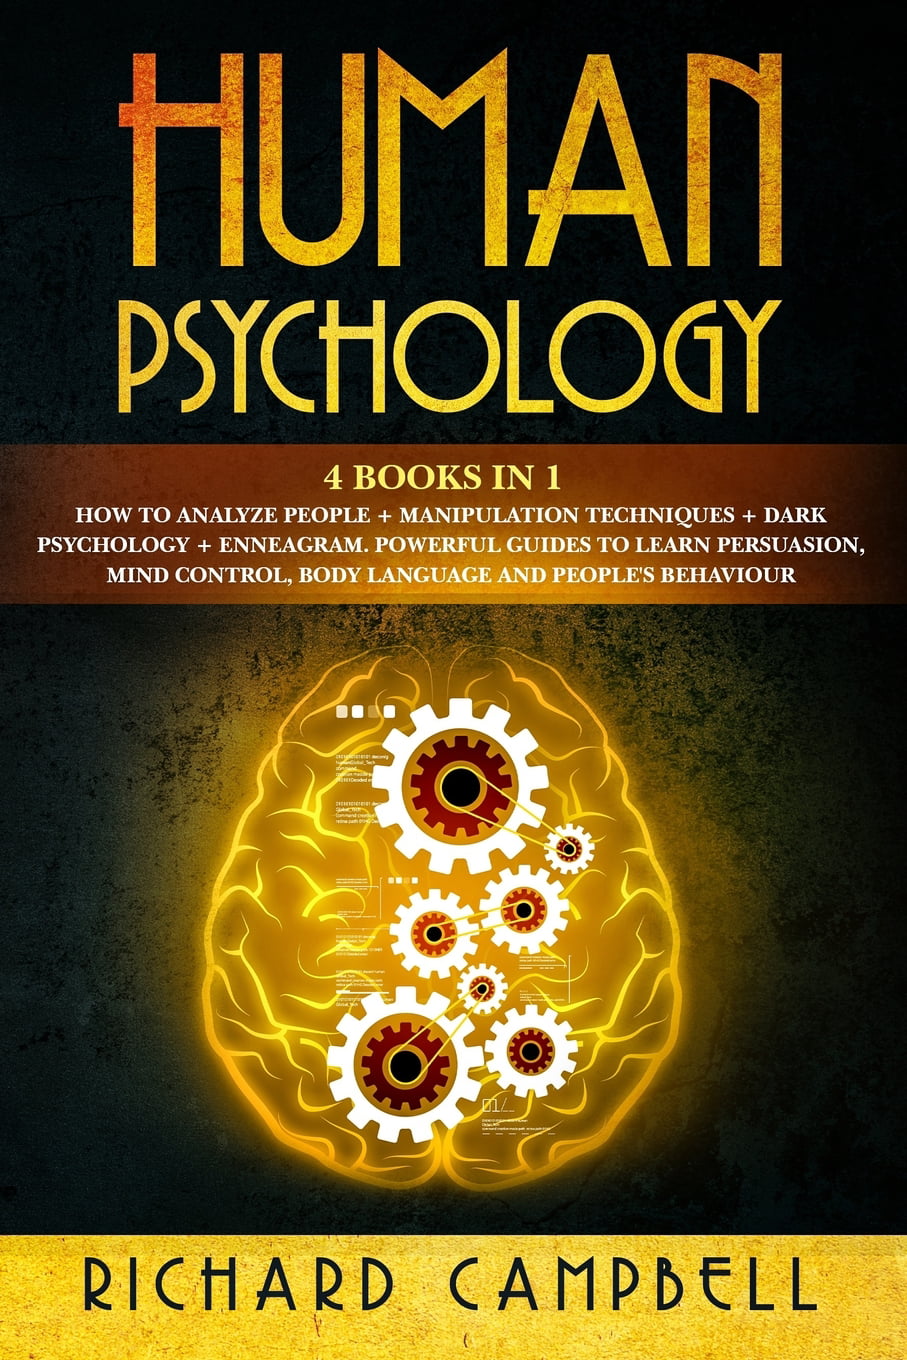 HUMAN
PSYCHOLOGY
4 BOOKS IN 1
HOW TO ANALYZE PEOPLE + MANIPULATION TECHNIQUES + DARK
PSYCHOLOGY + ENNEAGRAM. POWERFUL GUIDES TO LEARN PERSUASION,
MIND CONTROL, BODY LANGUAGE AND PEOPLE'S BEHAVIOUR
01/
RICHARD CAMPBELL